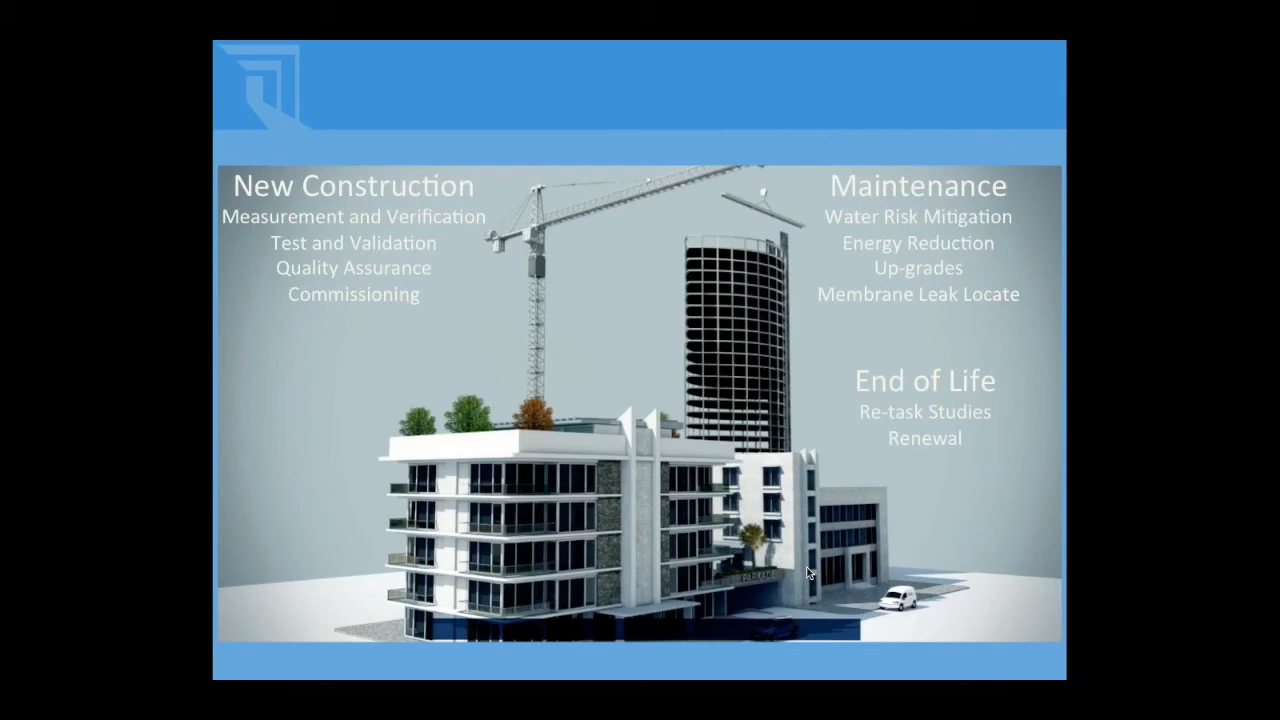 New Construction
Measurement and Verification
Test and Validation
Quality Assurance
Commissioning
Maintenance
Water Risk Mitigation
Energy Reduction
Up-grades
Membrane Leak Locate
End of Life
Re-task Studies
Renewal
PARKADE